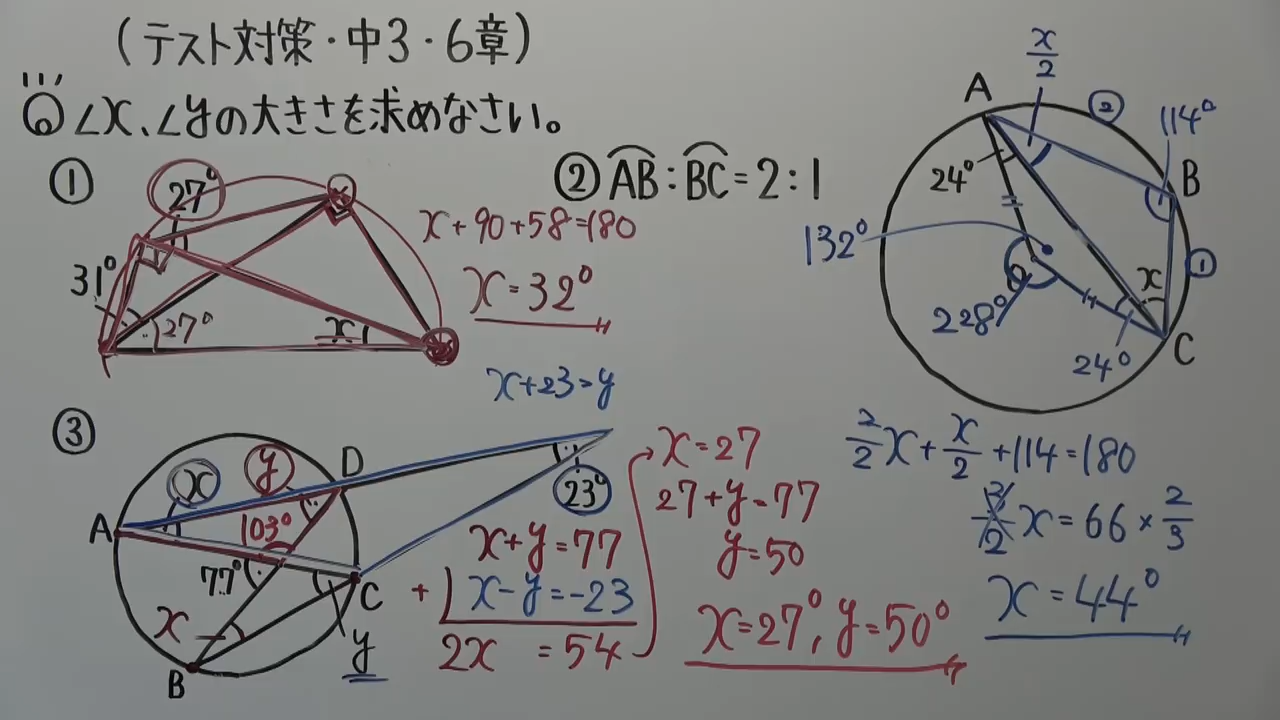 (テスト対策・中3・6章)
Q ∠x、∠yの大きさを求めなさい。
①
27°
31°
27°
x
x+90+58=180
x=32°
② AB:BC=2:1
A
x/2
②
114°
B
24°
132°
①
O
x
228°
24°
C
2/2x+x/2+114=180
3/2x=66×2/3
x=44°
③
x+23=y
A
x
y
D
103°
23°
77°
x
C
y
B
x+y=77
+) x-y=-23
2x =54
x=27
27+y=77
y=50
x=27°, y=50°